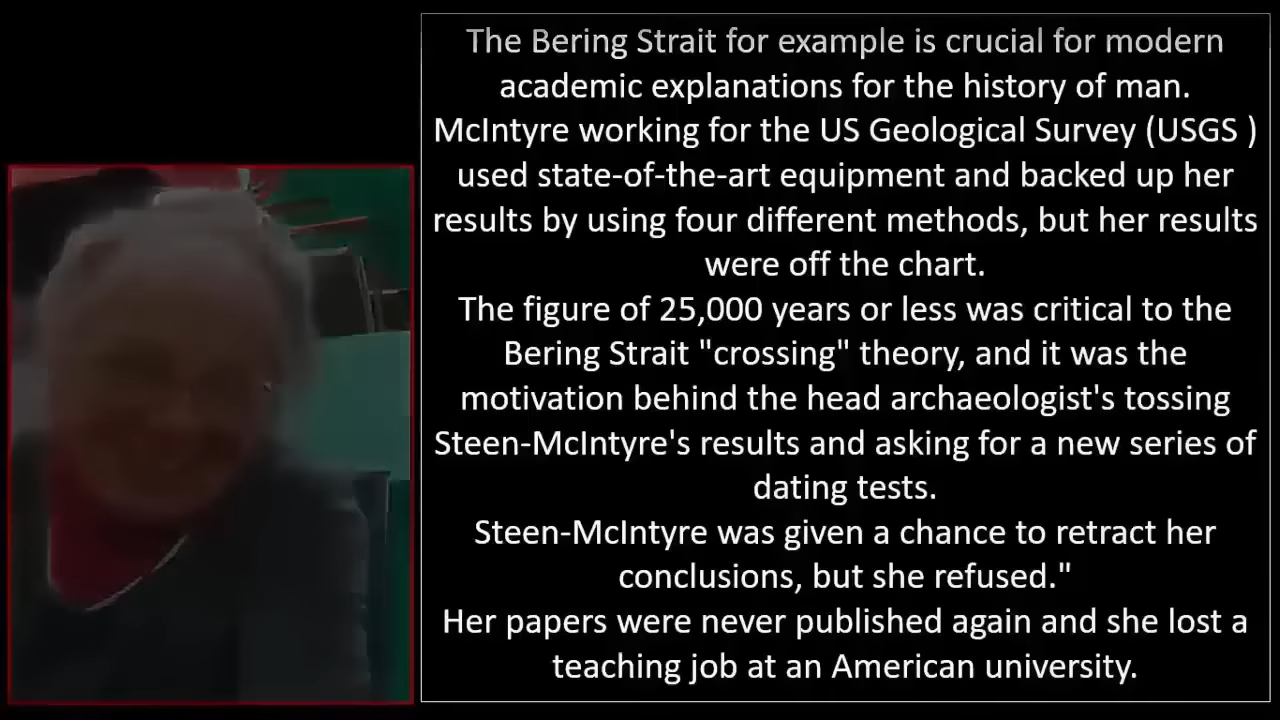 The Bering Strait for example is crucial for modern
academic explanations for the history of man.
McIntyre working for the US Geological Survey (USGS )
used state-of-the-art equipment and backed up her
results by using four different methods, but her results
were off the chart.
The figure of 25,000 years or less was critical to the
Bering Strait "crossing" theory, and it was the
motivation behind the head archaeologist's tossing
Steen-McIntyre's results and asking for a new series of
dating tests.
Steen-McIntyre was given a chance to retract her
conclusions, but she refused."
Her papers were never published again and she lost a
teaching job at an American university.